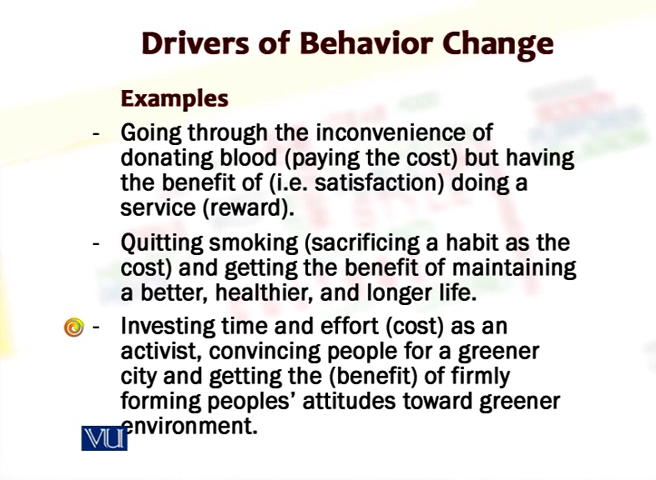 Drivers of Behavior Change
Examples
- Going through the inconvenience of
donating blood (paying the cost) but having
the benefit of (i.e. satisfaction) doing a
service (reward).
- Quitting smoking (sacrificing a habit as the
cost) and getting the benefit of maintaining
a better, healthier, and longer life.
- Investing time and effort (cost) as an
activist, convincing people for a greener
city and getting the (benefit) of firmly
forming peoples’ attitudes toward greener
environment.
VU